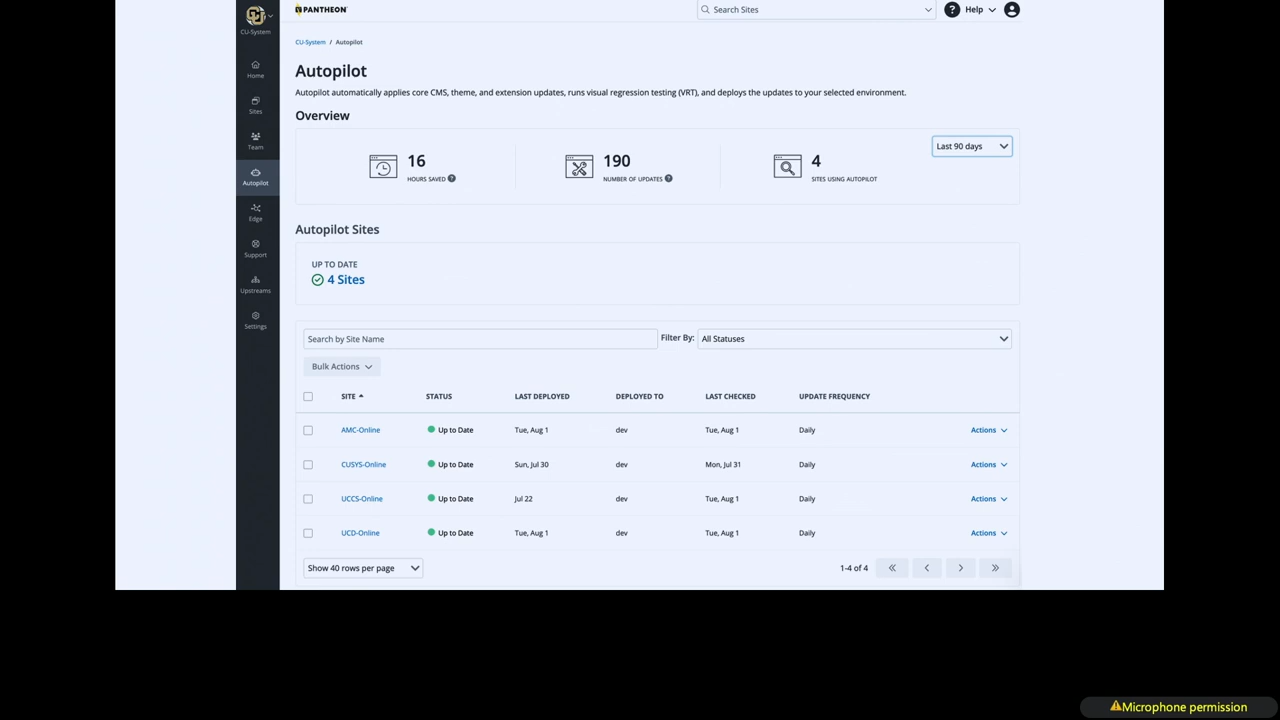 PANTHEON
Search Sites
? Help
CU-System
CU-System / Autopilot
Home
Sites
Team
Autopilot
Edge
Support
Upstreams
Settings
Autopilot
Autopilot automatically applies core CMS, theme, and extension updates, runs visual regression testing (VRT), and deploys the updates to your selected environment.
Overview
Last 90 days
16
HOURS SAVED ?
190
NUMBER OF UPDATES ?
4
SITES USING AUTOPILOT
Autopilot Sites
UP TO DATE
4 Sites
Search by Site Name
Filter By: All Statuses
Bulk Actions
SITE STATUS LAST DEPLOYED DEPLOYED TO LAST CHECKED UPDATE FREQUENCY
AMC-Online Up to Date Tue, Aug 1 dev Tue, Aug 1 Daily Actions
CUSYS-Online Up to Date Sun, Jul 30 dev Mon, Jul 31 Daily Actions
UCCS-Online Up to Date Jul 22 dev Tue, Aug 1 Daily Actions
UCD-Online Up to Date Tue, Aug 1 dev Tue, Aug 1 Daily Actions
Show 40 rows per page
1-4 of 4
Microphone permission